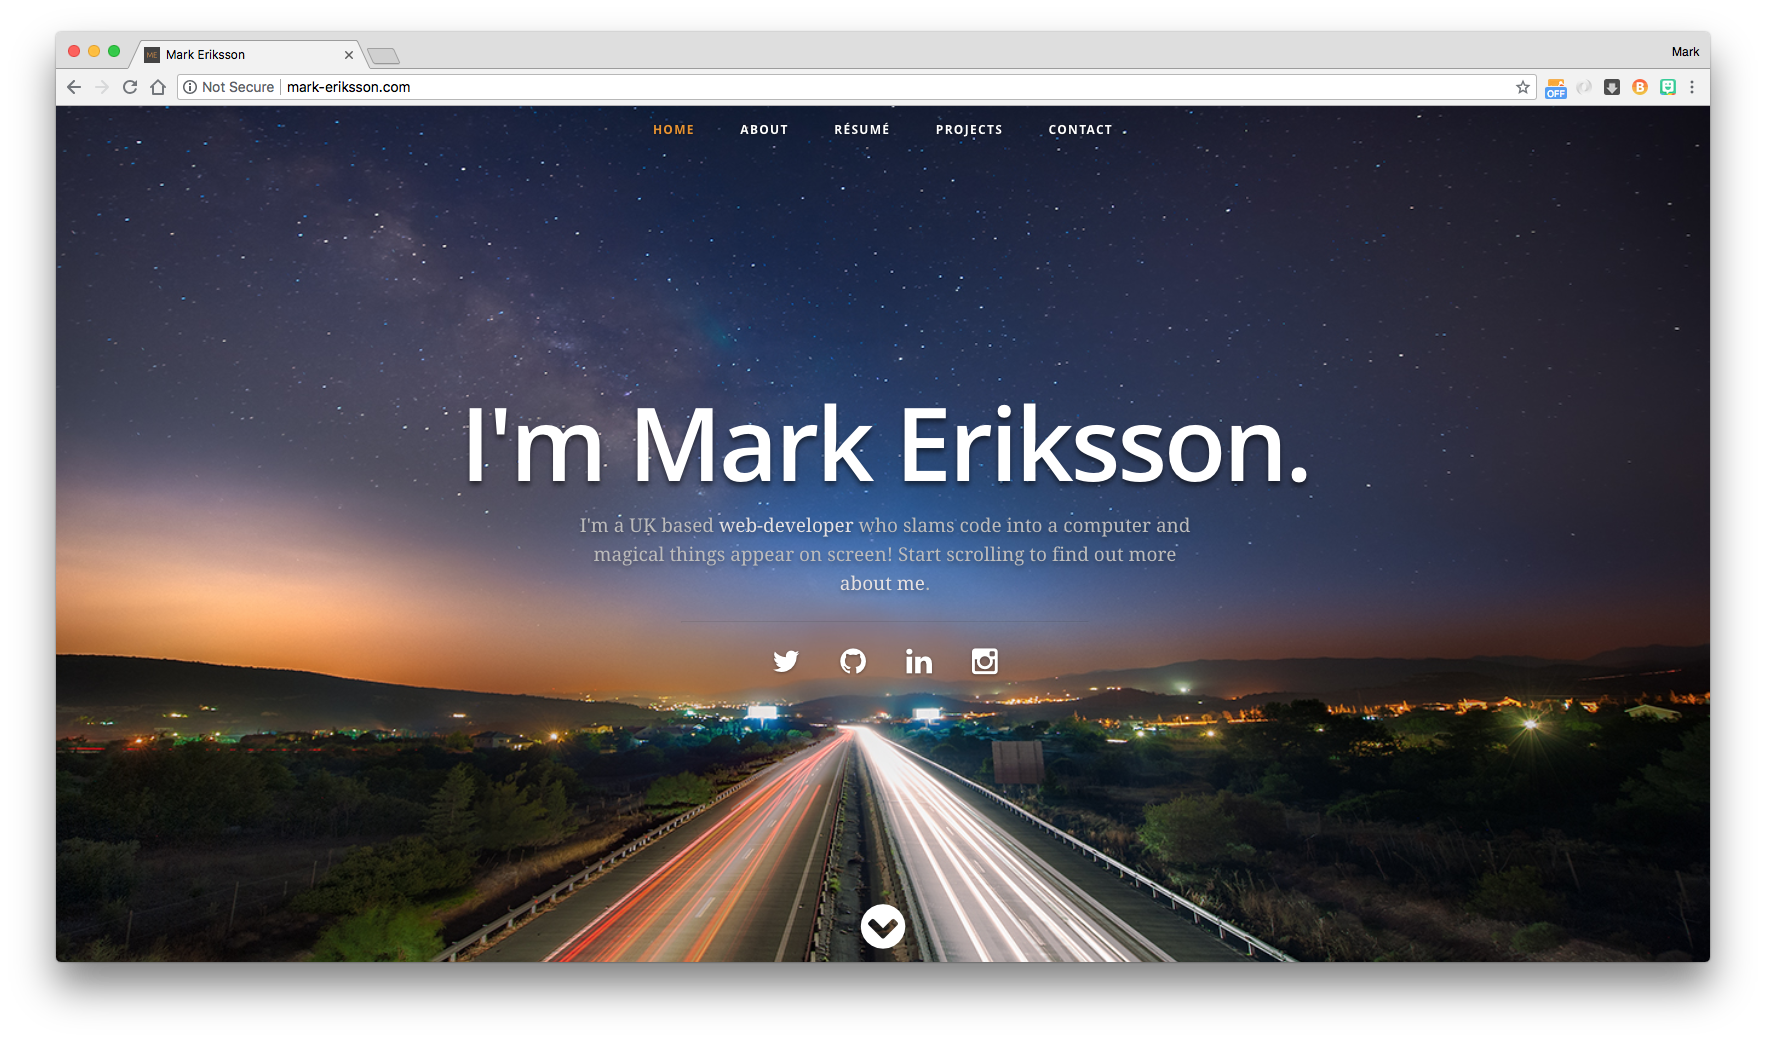 ME Mark Eriksson
Mark
Not Secure mark-eriksson.com
OFF
B
HOME ABOUT RÉSUMÉ PROJECTS CONTACT
I'm Mark Eriksson.
I'm a UK based web-developer who slams code into a computer and
magical things appear on screen! Start scrolling to find out more
about me.
in